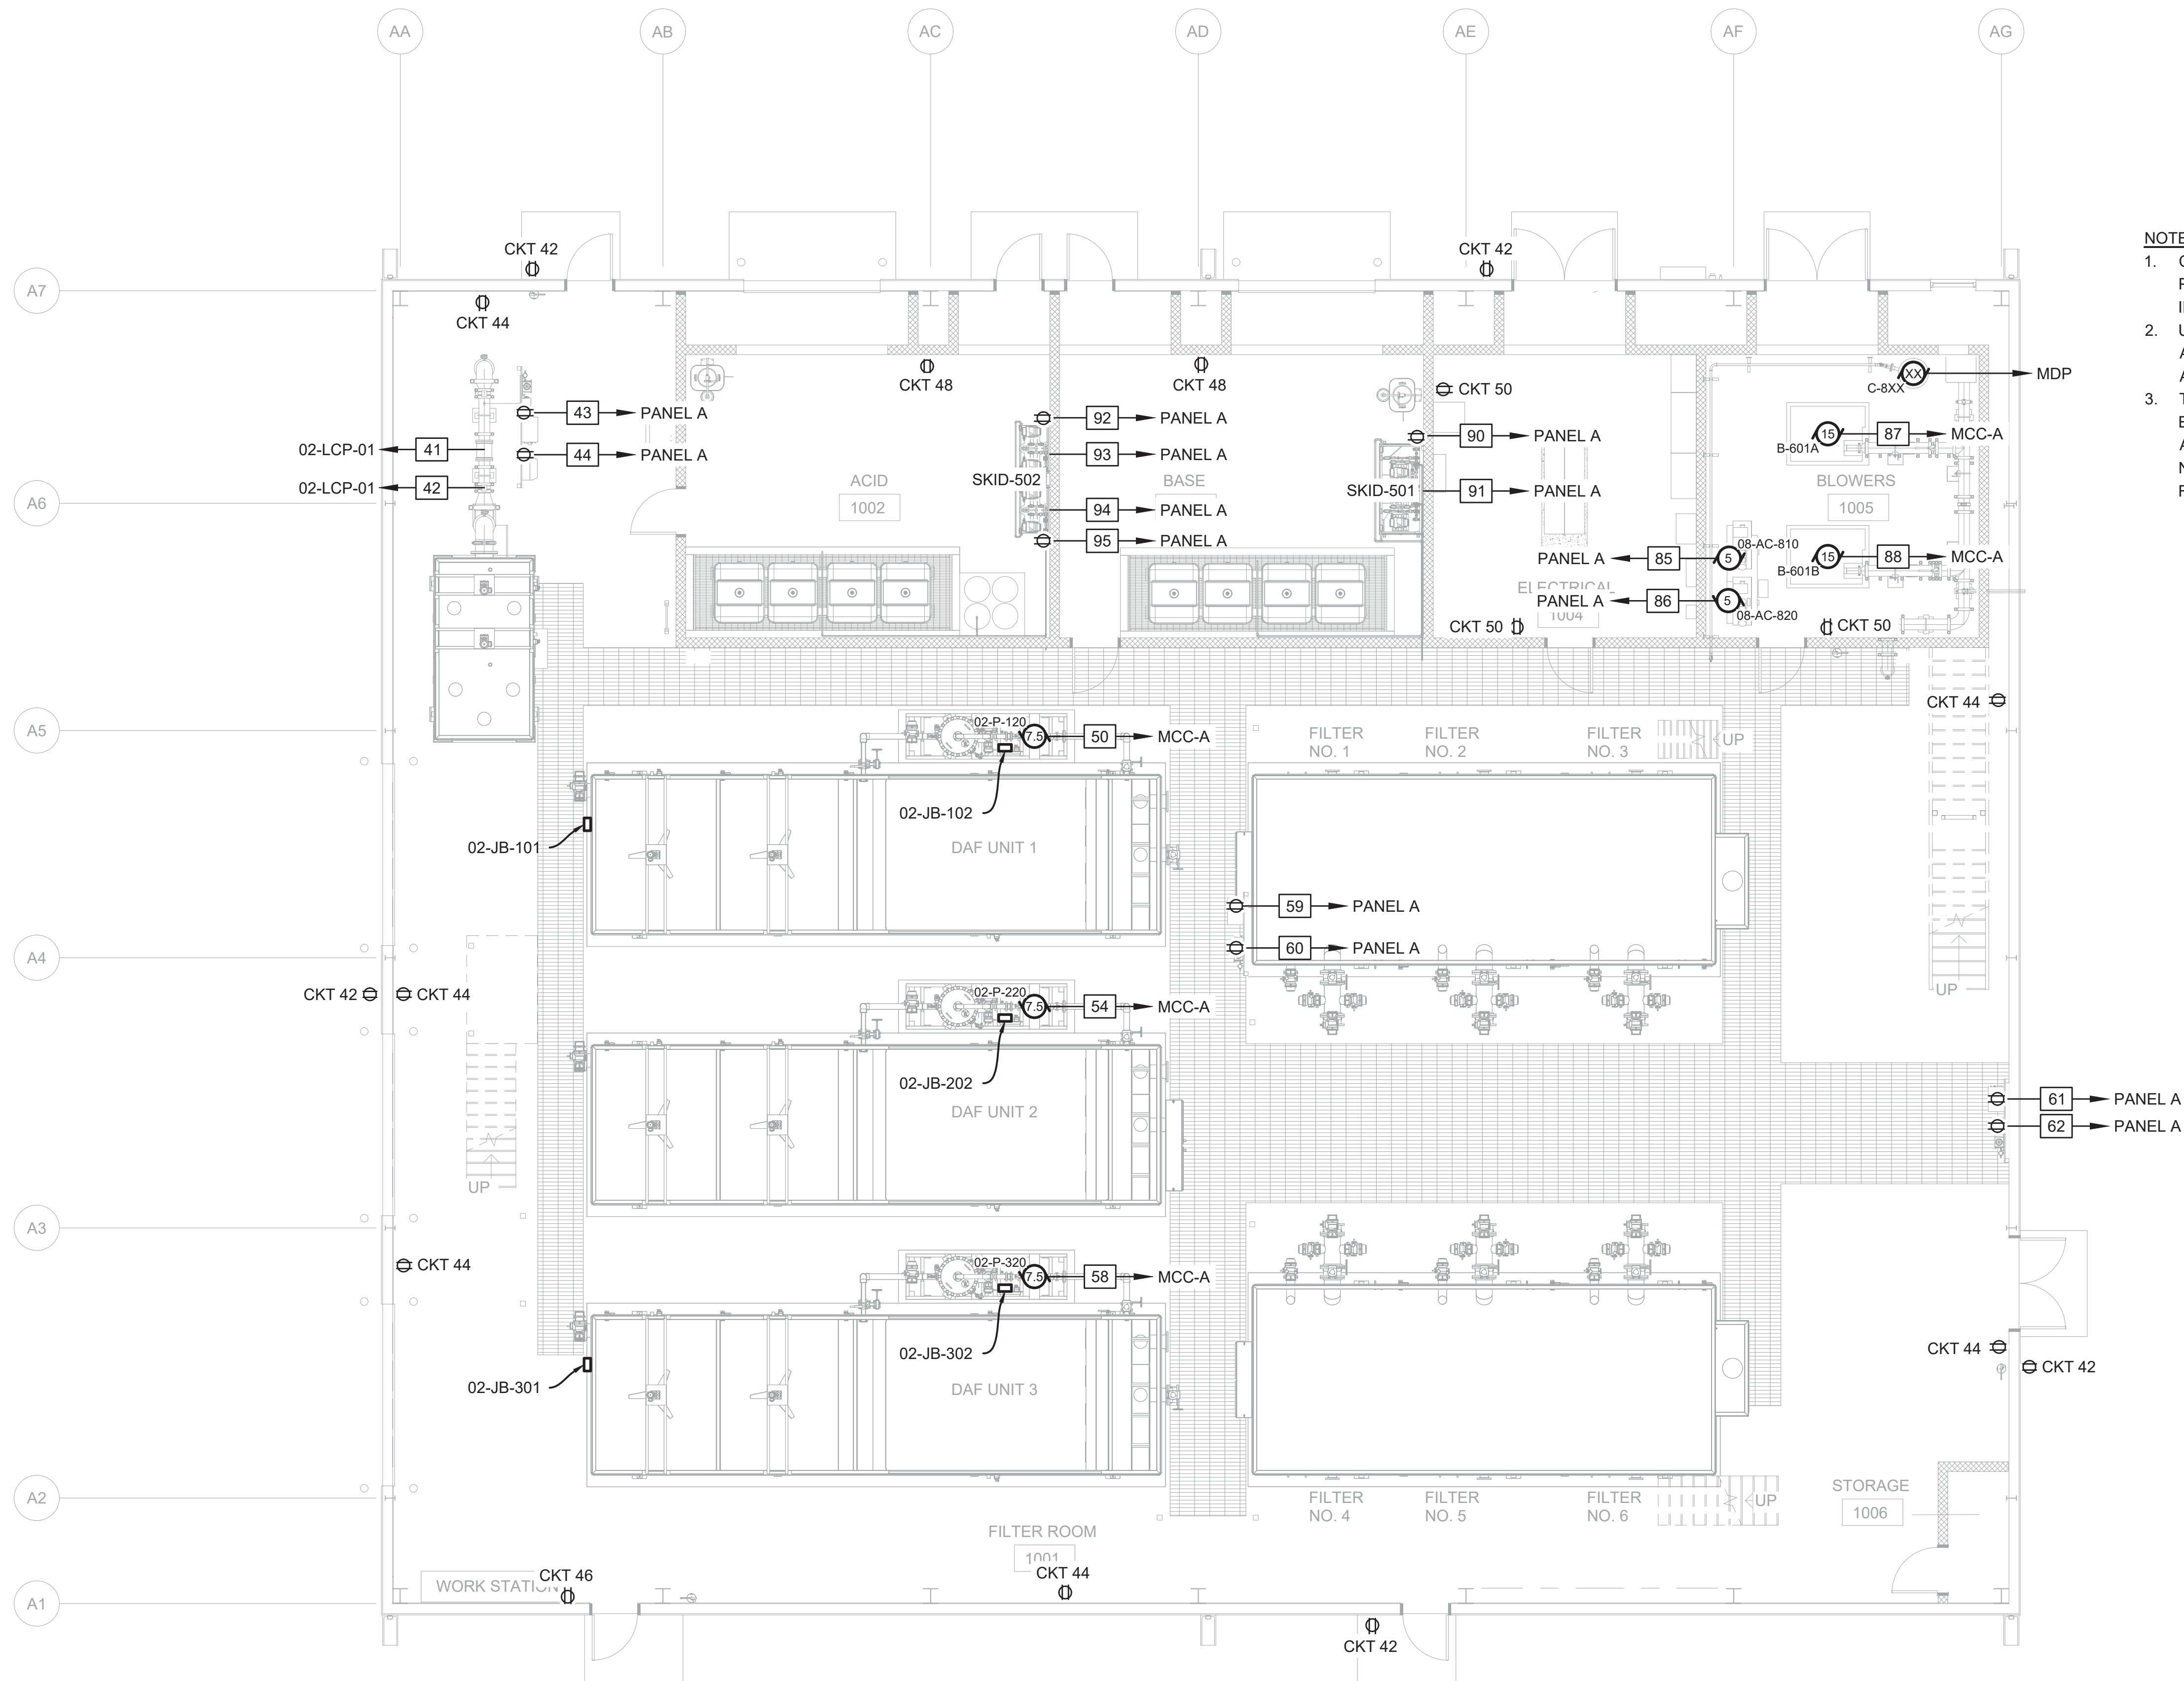 AA
AB
AC
AD
AE
AF
AG
A7
A6
A5
A4
A3
A2
A1
NOTE
1.
2.
3.
CKT 42
CKT 44
CKT 48
CKT 48
CKT 42
CKT 50
02-LCP-01 41
02-LCP-01 42
43 PANEL A
44 PANEL A
ACID
1002
SKID-502
92 PANEL A
93 PANEL A
94 PANEL A
95 PANEL A
BASE
SKID-501
90 PANEL A
91 PANEL A
PANEL A 85 5 08-AC-810
PANEL A 86 5 08-AC-820
ELECTRICAL
1004
CKT 50
CKT 50
XX MDP
C-8XX
15 87 MCC-A
B-601A
BLOWERS
1005
15 88 MCC-A
B-601B
CKT 44
02-P-120
7.5 50 MCC-A
02-JB-102
02-JB-101
DAF UNIT 1
FILTER
NO. 1
FILTER
NO. 2
FILTER
NO. 3
UP
59 PANEL A
60 PANEL A
UP
CKT 42
CKT 44
02-P-220
7.5 54 MCC-A
02-JB-202
DAF UNIT 2
UP
61 PANEL A
62 PANEL A
CKT 44
02-P-320
7.5 58 MCC-A
02-JB-302
02-JB-301
DAF UNIT 3
CKT 44
CKT 42
FILTER
NO. 4
FILTER
NO. 5
FILTER
NO. 6
UP
STORAGE
1006
FILTER ROOM
1001
WORK STATION
CKT 46
CKT 44
CKT 42